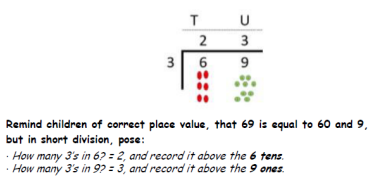 T U
2 3
3 6 9
Remind children of correct place value, that 69 is equal to 60 and 9,
but in short division, pose:
· How many 3's in 6? = 2, and record it above the 6 tens.
· How many 3's in 9? = 3, and record it above the 9 ones.